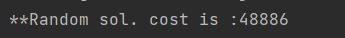 **Random sol. cost is :48886